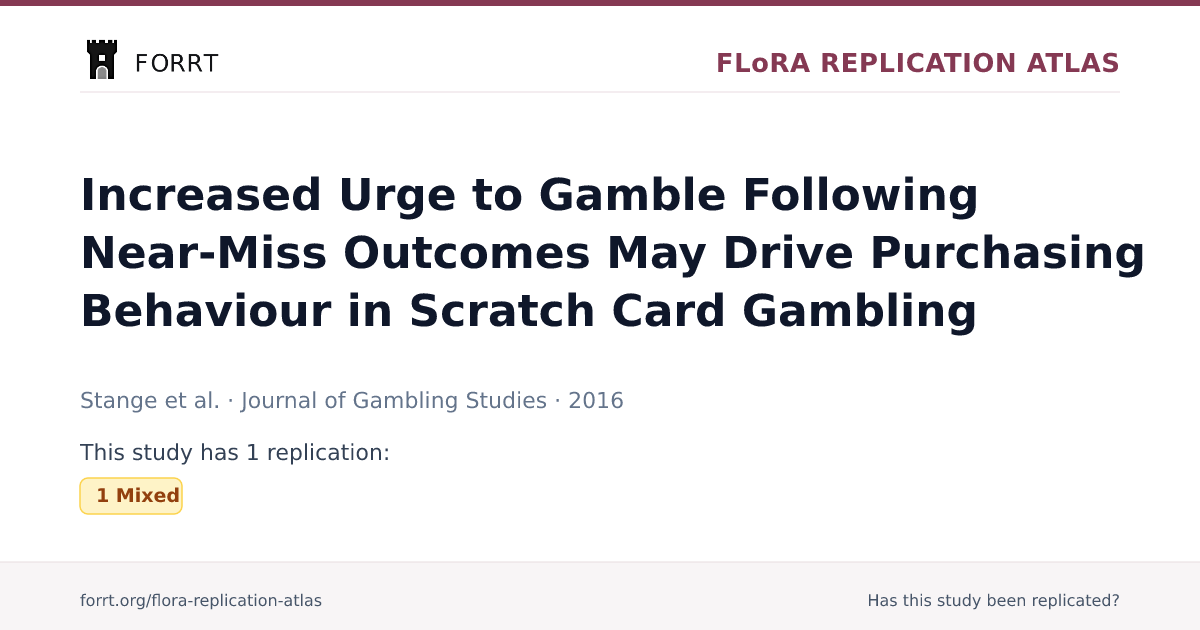 FORRT
FLoRA REPLICATION ATLAS
Increased Urge to Gamble Following
Near-Miss Outcomes May Drive Purchasing
Behaviour in Scratch Card Gambling
Stange et al. · Journal of Gambling Studies · 2016
This study has 1 replication:
1 Mixed
forrt.org/flora-replication-atlas
Has this study been replicated?